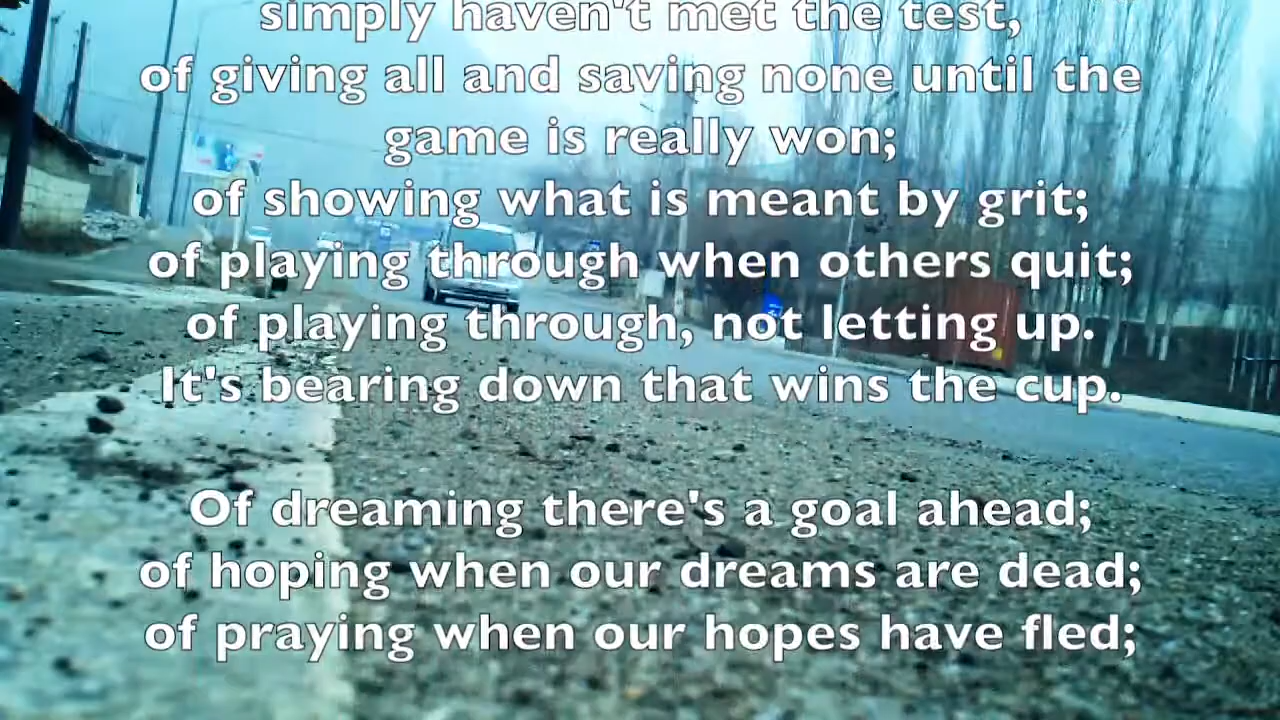 simply haven't met the test,
of giving all and saving none until the
game is really won;
of showing what is meant by grit;
of playing through when others quit;
of playing through, not letting up.
It's bearing down that wins the cup.
Of dreaming there's a goal ahead;
of hoping when our dreams are dead;
of praying when our hopes have fled;